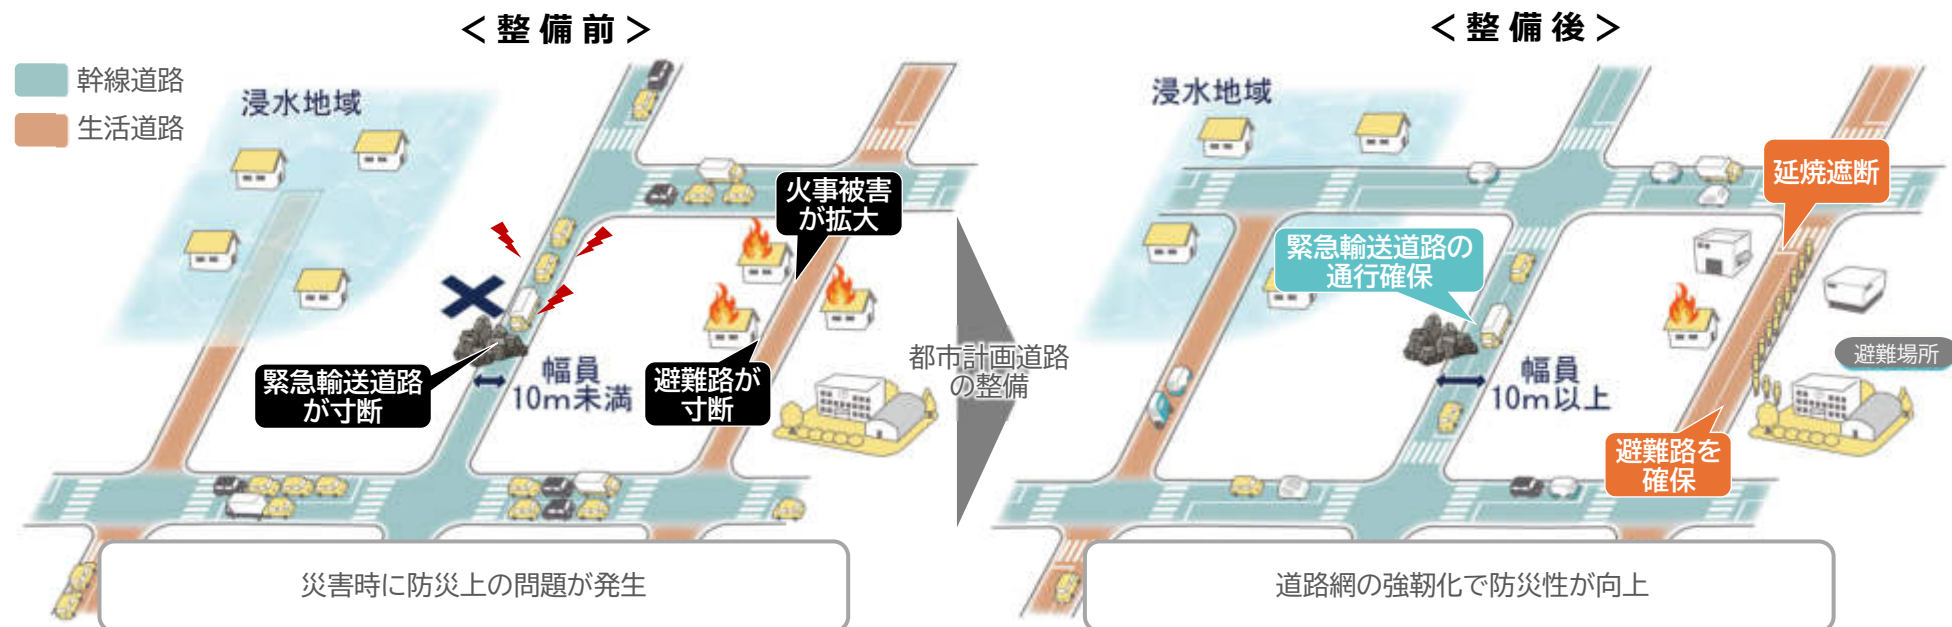 ＜整備前＞
幹線道路
生活道路
浸水地域
火事被害
が拡大
緊急輸送道路
が寸断
幅員
10m未満
避難路が
寸断
災害時に防災上の問題が発生
都市計画道路
の整備
＜整備後＞
浸水地域
延焼遮断
緊急輸送道路の
通行確保
幅員
10m以上
避難場所
避難路を
確保
道路網の強靭化で防災性が向上